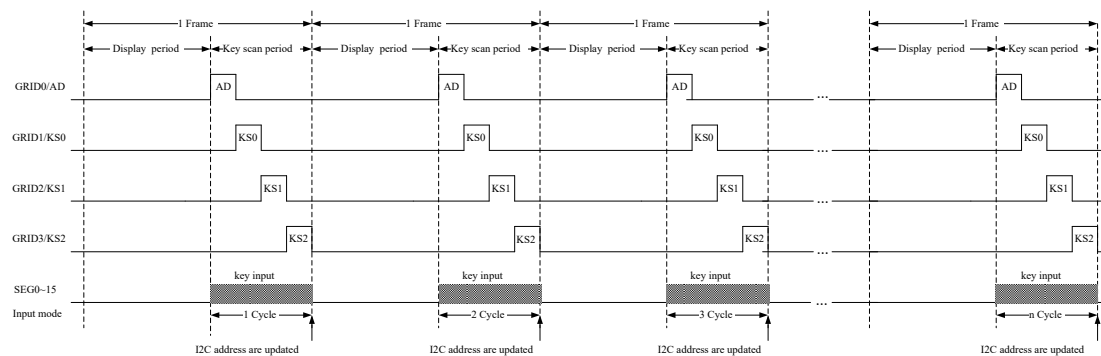 1 Frame 1 Frame 1 Frame 1 Frame
Display period Key scan period Display period Key scan period Display period Key scan period Display period Key scan period
GRID0/AD AD AD AD ... AD
GRID1/KS0 KS0 KS0 KS0 ... KS0
GRID2/KS1 KS1 KS1 KS1 ... KS1
GRID3/KS2 KS2 KS2 KS2 ... KS2
key input key input key input key input
SEG0~15 ...
Input mode 1 Cycle 2 Cycle 3 Cycle n Cycle
I2C address are updated I2C address are updated I2C address are updated I2C address are updated